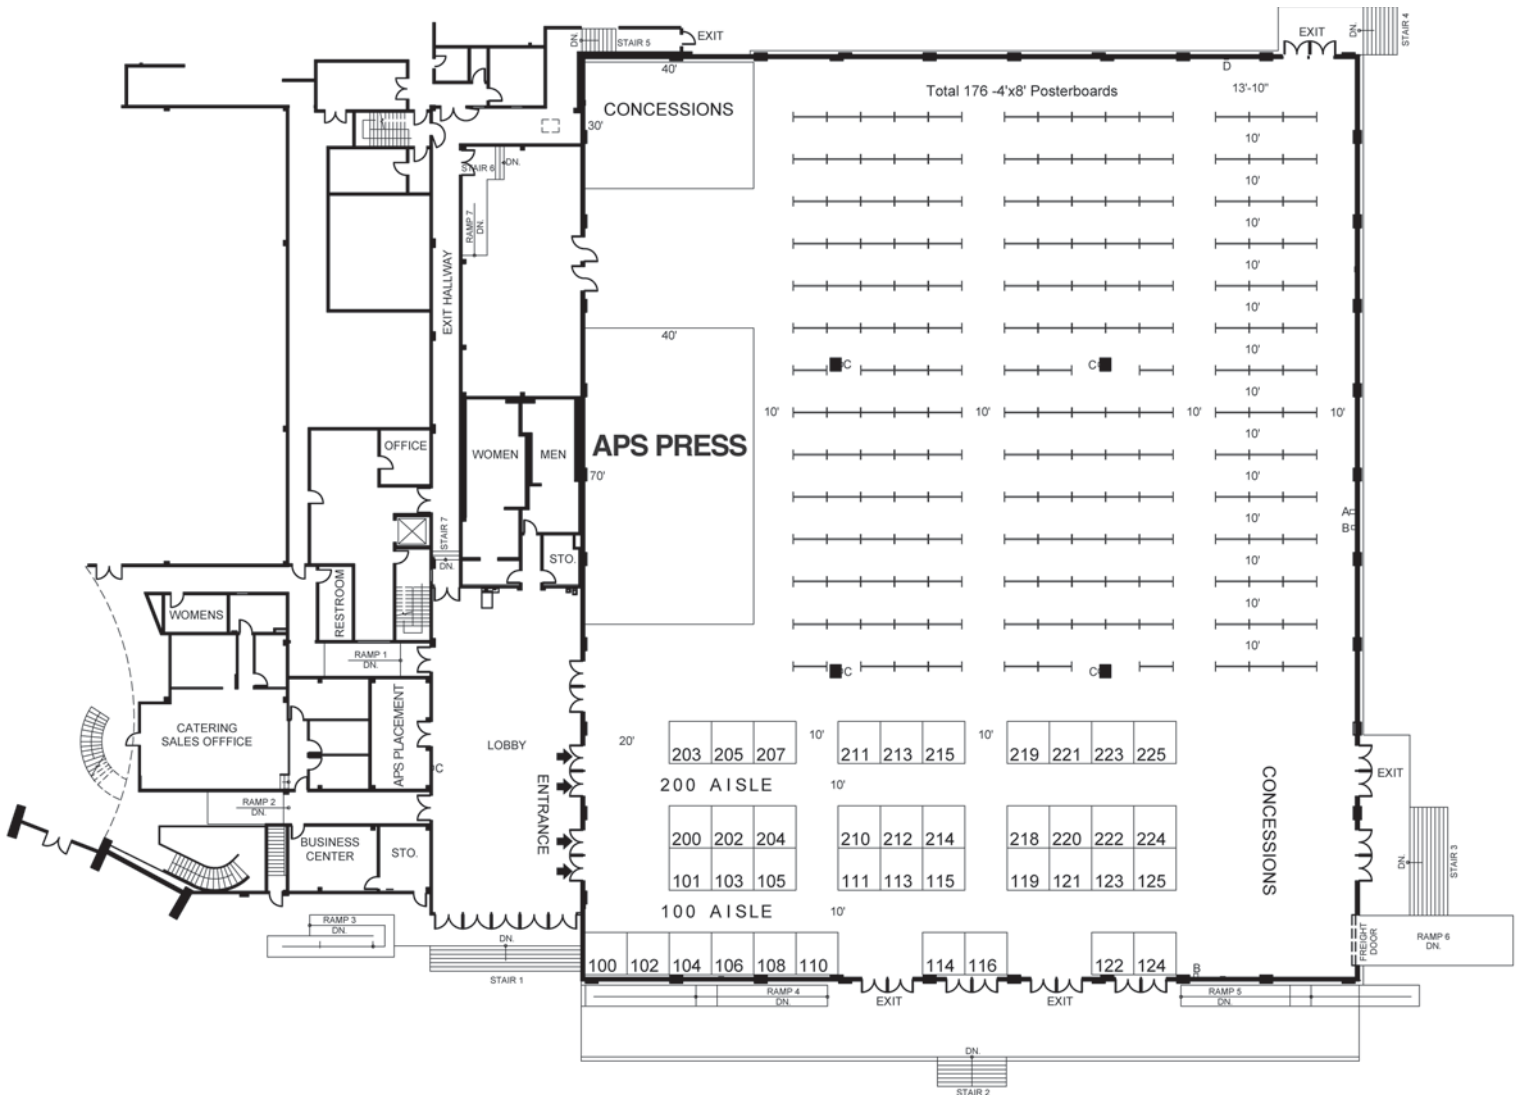 DN.
STAIR 5
EXIT
EXIT
DN.
STAIR 4
40'
D
CONCESSIONS
Total 176 -4'x8' Posterboards
13'-10"
30'
10'
STAIR 6
DN.
10'
RAMP 7
DN.
10'
10'
EXIT HALLWAY
10'
40'
10'
C
C
10'
10'
10'
10'
10'
10'
OFFICE
WOMEN
MEN
APS PRESS
10'
70'
10'
A
B
10'
STAIR 7
DN.
STO.
10'
RESTROOM
10'
WOMENS
10'
RAMP 1
DN.
10'
C
C
CATERING
SALES OFFFICE
APS PLACEMENT
LOBBY
20'
203 205 207
10'
211 213 215
10'
219 221 223 225
C
ENTRANCE
200 AISLE
10'
CONCESSIONS
EXIT
RAMP 2
DN.
BUSINESS
CENTER
STO.
200 202 204
210 212 214
218 220 222 224
101 103 105
111 113 115
119 121 123 125
DN.
STAIR 3
100 AISLE
10'
RAMP 3
DN.
DN.
STAIR 1
100 102 104 106 108 110
114 116
122 124
B
FREIGHT
DOOR
RAMP 6
DN.
RAMP 4
DN.
EXIT
EXIT
RAMP 5
DN.
DN.
STAIR 2